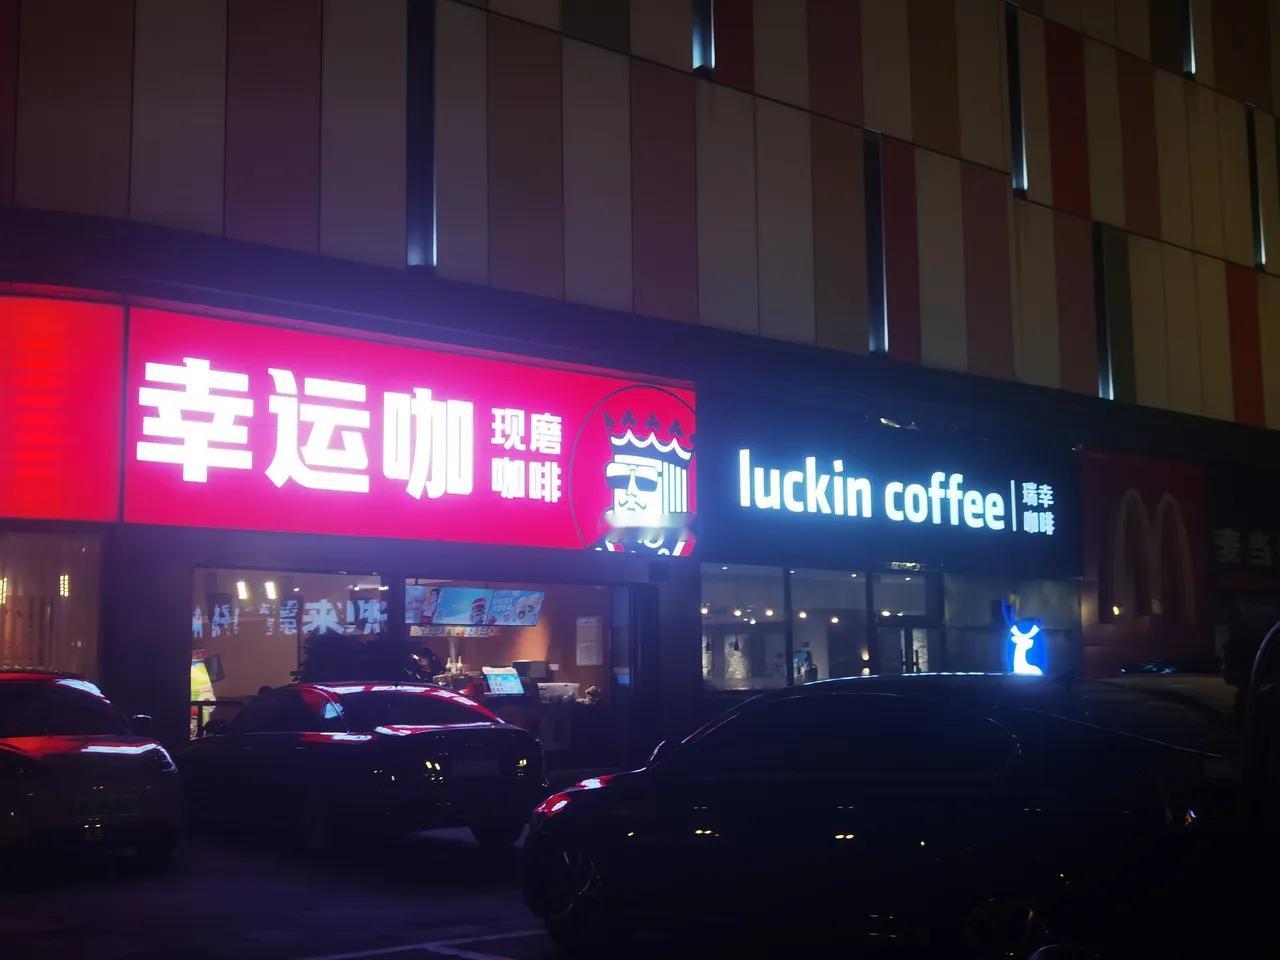 幸运咖
现磨
咖啡
luckin coffee
瑞幸
咖啡
麦当